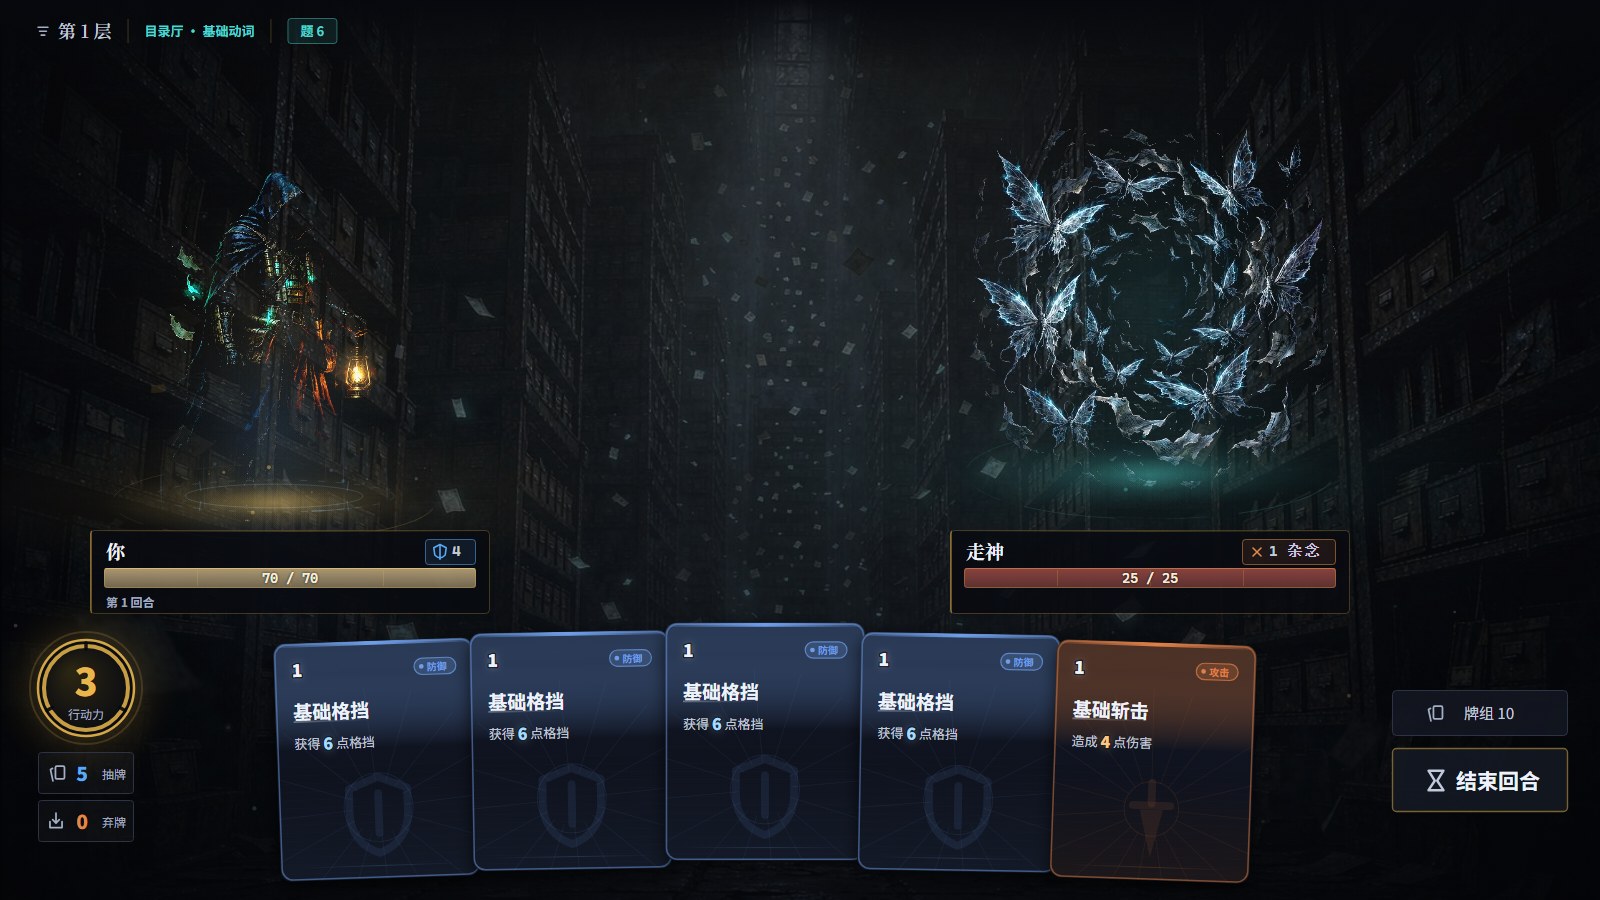 第1层 目录厅・基础动词 题6
你 4
70 / 70
第1回合
走神 1 杂念
25 / 25
3
行动力
5 抽牌
0 弃牌
1 防御
基础格挡
获得6点格挡
1 防御
基础格挡
获得6点格挡
1 防御
基础格挡
获得6点格挡
1 防御
基础格挡
获得6点格挡
1 攻击
基础斩击
造成4点伤害
牌组 10
结束回合